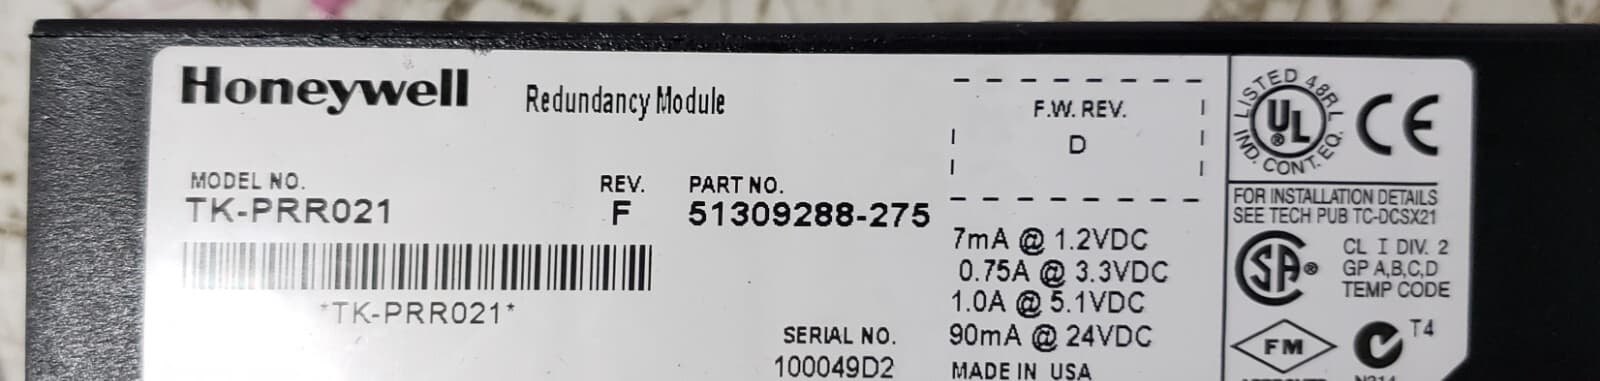 Honeywell
Redundancy Module
MODEL NO.
TK-PRR021
REV.
F
PART NO.
51309288-275
*TK-PRR021*
SERIAL NO.
100049D2
F.W. REV.
D
7mA @ 1.2VDC
0.75A @ 3.3VDC
1.0A @ 5.1VDC
90mA @ 24VDC
MADE IN USA
LISTED 48RL
UL ®
IND. CONT. EQ.
CE
FOR INSTALLATION DETAILS
SEE TECH PUB TC-DCSX21
SA ®
CL I DIV. 2
GP A,B,C,D
TEMP CODE
T4
FM